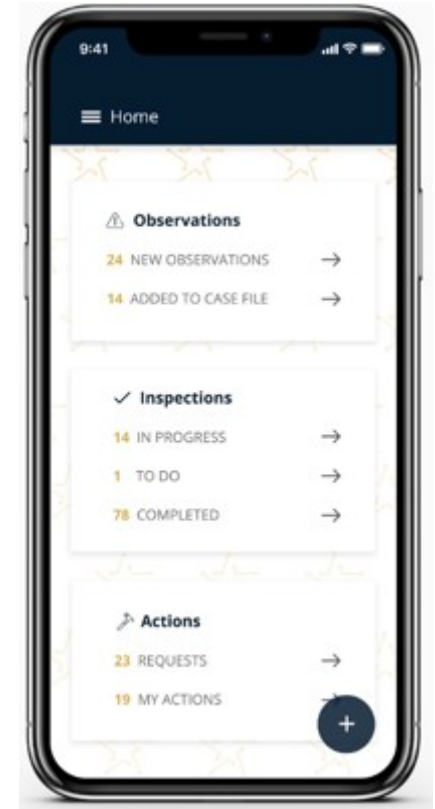 9:41
Home
Observations
24 NEW OBSERVATIONS
14 ADDED TO CASE FILE
Inspections
14 IN PROGRESS
1 TO DO
78 COMPLETED
Actions
23 REQUESTS
19 MY ACTIONS
+